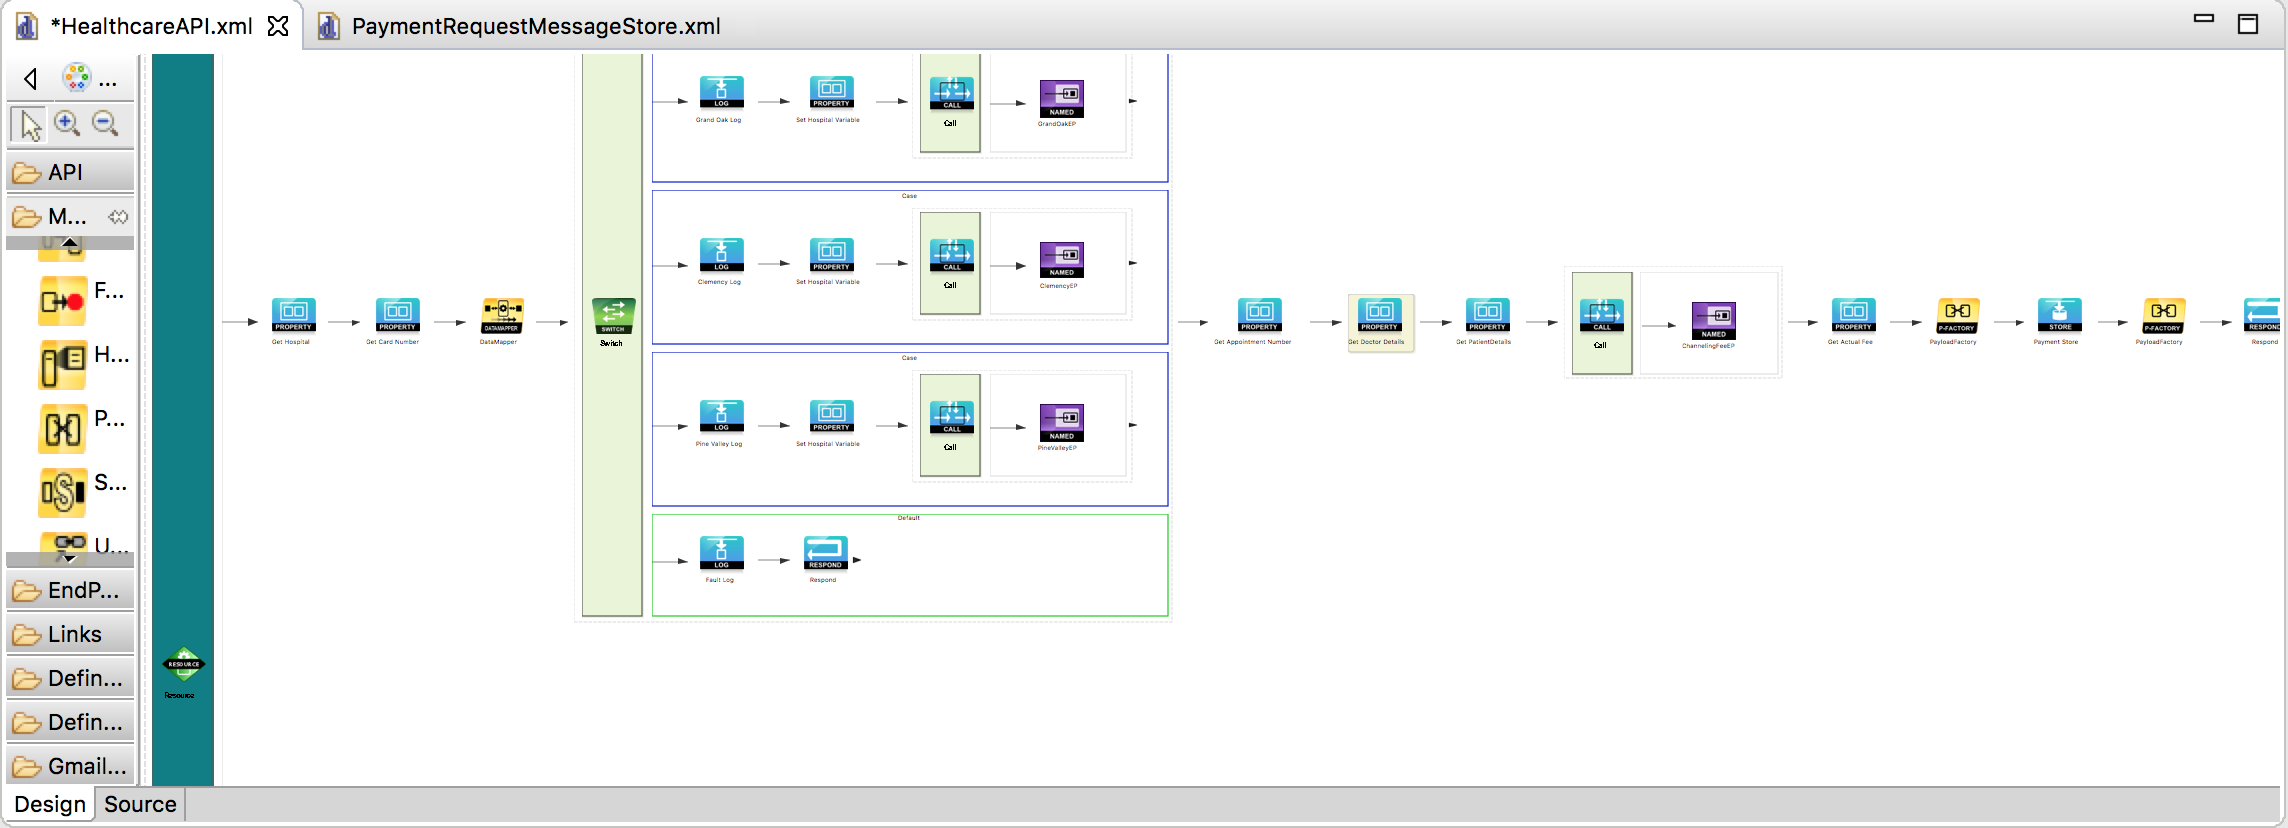 *HealthcareAPI.xml
PaymentRequestMessageStore.xml
...
API
M...
F...
H...
P...
S...
U...
EndP...
Links
Defin...
Defin...
Gmail...
Design
Source
RESOURCE
Resource
PROPERTY
Get Hospital
PROPERTY
Get Card Number
DATAMAPPER
DataMapper
SWITCH
Switch
LOG
Grand Oak Log
PROPERTY
Set Hospital Variable
CALL
Call
NAMED
GrandOakEP
Case
LOG
Clemency Log
PROPERTY
Set Hospital Variable
CALL
Call
NAMED
ClemencyEP
Case
LOG
Pine Valley Log
PROPERTY
Set Hospital Variable
CALL
Call
NAMED
PineValleyEP
Default
LOG
Fault Log
RESPOND
Respond
PROPERTY
Get Appointment Number
PROPERTY
Get Doctor Details
PROPERTY
Get PatientDetails
CALL
Call
NAMED
ChannelingFeeEP
PROPERTY
Get Actual Fee
P-FACTORY
PayloadFactory
STORE
Payment Store
P-FACTORY
PayloadFactory
RESPOND
Respond